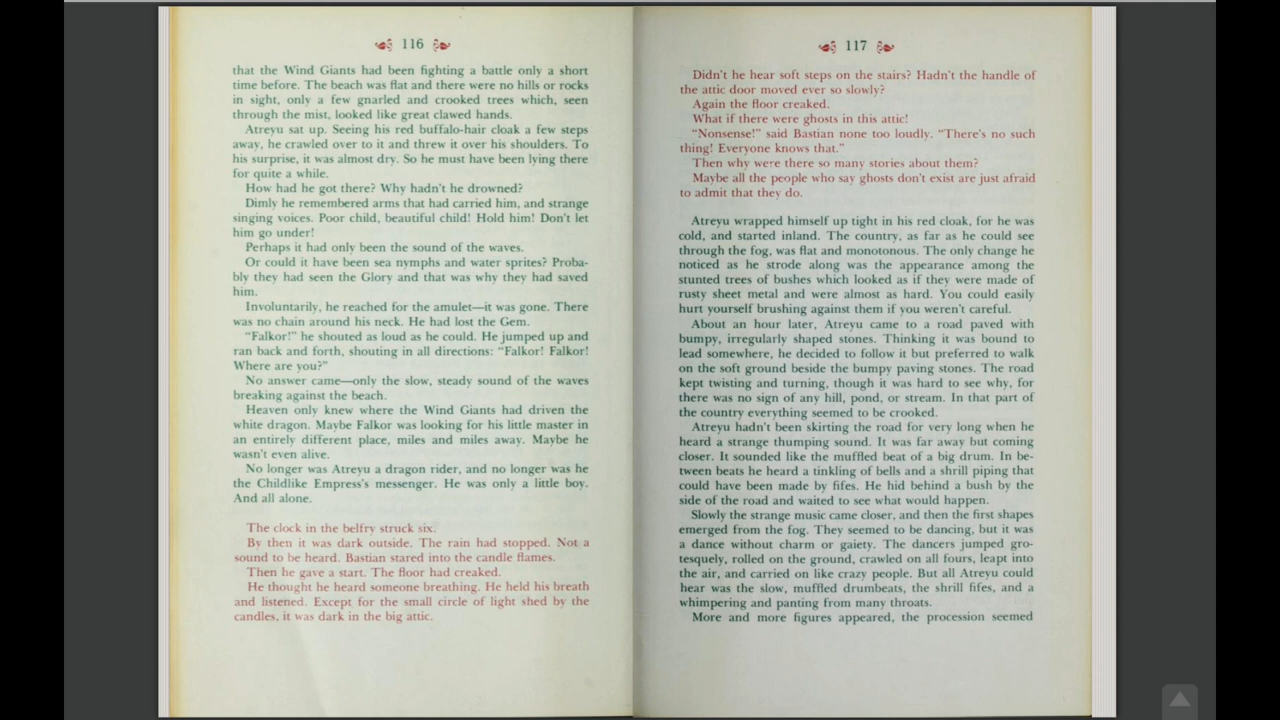 116
that the Wind Giants had been fighting a battle only a short
time before. The beach was flat and there were no hills or rocks
in sight, only a few gnarled and crooked trees which, seen
through the mist, looked like great clawed hands.
Atreyu sat up. Seeing his red buffalo-hair cloak a few steps
away, he crawled over to it and threw it over his shoulders. To
his surprise, it was almost dry. So he must have been lying there
for quite a while.
How had he got there? Why hadn't he drowned?
Dimly he remembered arms that had carried him, and strange
singing voices. Poor child, beautiful child! Hold him! Don't let
him go under!
Perhaps it had only been the sound of the waves.
Or could it have been sea nymphs and water sprites? Proba-
bly they had seen the Glory and that was why they had saved
him.
Involuntarily, he reached for the amulet—it was gone. There
was no chain around his neck. He had lost the Gem.
"Falkor!" he shouted as loud as he could. He jumped up and
ran back and forth, shouting in all directions: "Falkor! Falkor!
Where are you?"
No answer came—only the slow, steady sound of the waves
breaking against the beach.
Heaven only knew where the Wind Giants had driven the
white dragon. Maybe Falkor was looking for his little master in
an entirely different place, miles and miles away. Maybe he
wasn't even alive.
No longer was Atreyu a dragon rider, and no longer was he
the Childlike Empress's messenger. He was only a little boy.
And all alone.
The clock in the belfry struck six.
By then it was dark outside. The rain had stopped. Not a
sound to be heard. Bastian stared into the candle flames.
Then he gave a start. The floor had creaked.
He thought he heard someone breathing. He held his breath
and listened. Except for the small circle of light shed by the
candles, it was dark in the big attic.
117
Didn't he hear soft steps on the stairs? Hadn't the handle of
the attic door moved ever so slowly?
Again the floor creaked.
What if there were ghosts in this attic!
"Nonsense!" said Bastian none too loudly. "There's no such
thing! Everyone knows that."
Then why were there so many stories about them?
Maybe all the people who say ghosts don't exist are just afraid
to admit that they do.
Atreyu wrapped himself up tight in his red cloak, for he was
cold, and started inland. The country, as far as he could see
through the fog, was flat and monotonous. The only change he
noticed as he strode along was the appearance among the
stunted trees of bushes which looked as if they were made of
rusty sheet metal and were almost as hard. You could easily
hurt yourself brushing against them if you weren't careful.
About an hour later, Atreyu came to a road paved with
bumpy, irregularly shaped stones. Thinking it was bound to
lead somewhere, he decided to follow it but preferred to walk
on the soft ground beside the bumpy paving stones. The road
kept twisting and turning, though it was hard to see why, for
there was no sign of any hill, pond, or stream. In that part of
the country everything seemed to be crooked.
Atreyu hadn't been skirting the road for very long when he
heard a strange thumping sound. It was far away but coming
closer. It sounded like the muffled beat of a big drum. In be-
tween beats he heard a tinkling of bells and a shrill piping that
could have been made by fifes. He hid behind a bush by the
side of the road and waited to see what would happen.
Slowly the strange music came closer, and then the first shapes
emerged from the fog. They seemed to be dancing, but it was
a dance without charm or gaiety. The dancers jumped gro-
tesquely, rolled on the ground, crawled on all fours, leapt into
the air, and carried on like crazy people. But all Atreyu could
hear was the slow, muffled drumbeats, the shrill fifes, and a
whimpering and panting from many throats.
More and more figures appeared, the procession seemed